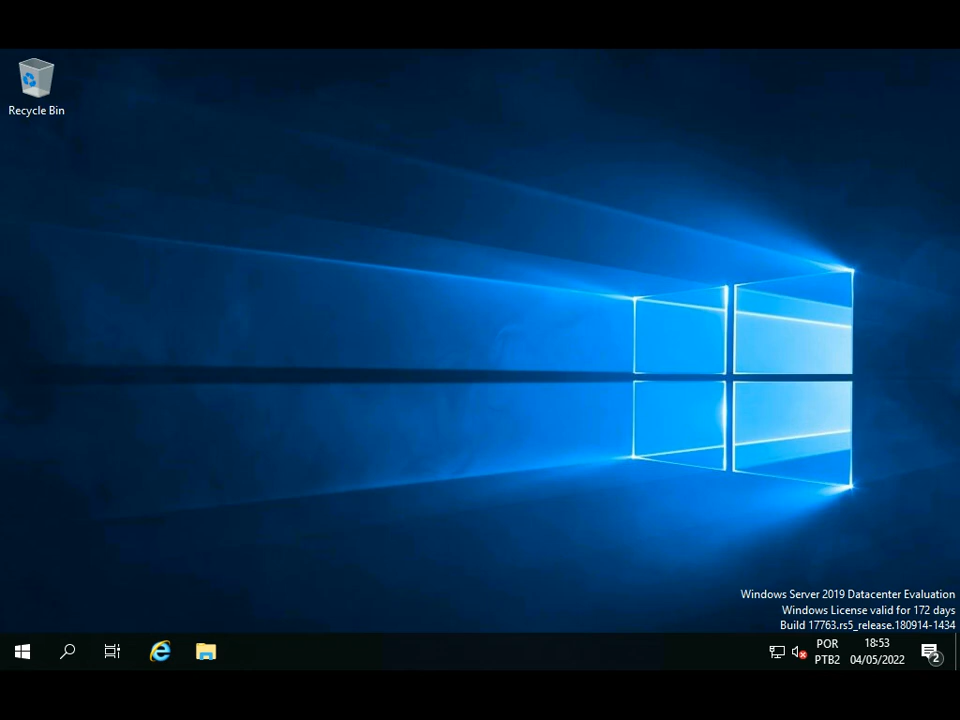 Recycle Bin
Windows Server 2019 Datacenter Evaluation
Windows License valid for 172 days
Build 17763.rs5_release.180914-1434
POR
PTB2
18:53
04/05/2022
2